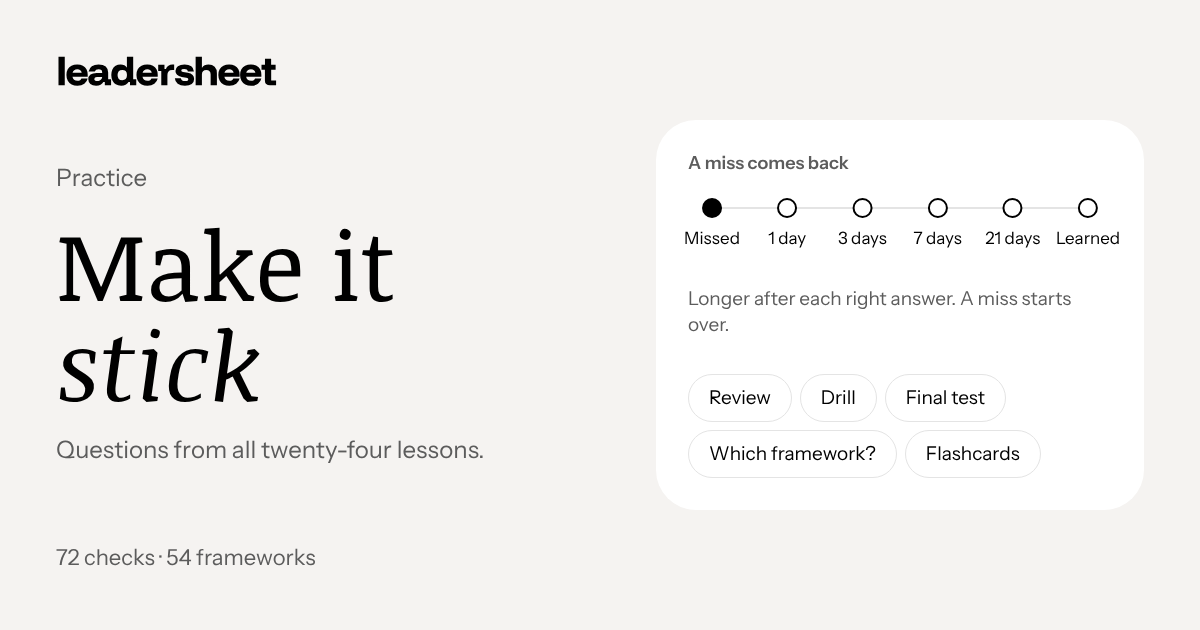 leadersheet
Practice
Make it
stick
Questions from all twenty-four lessons.
72 checks · 54 frameworks
A miss comes back
Missed 1 day 3 days 7 days 21 days Learned
Longer after each right answer. A miss starts
over.
Review Drill Final test
Which framework? Flashcards